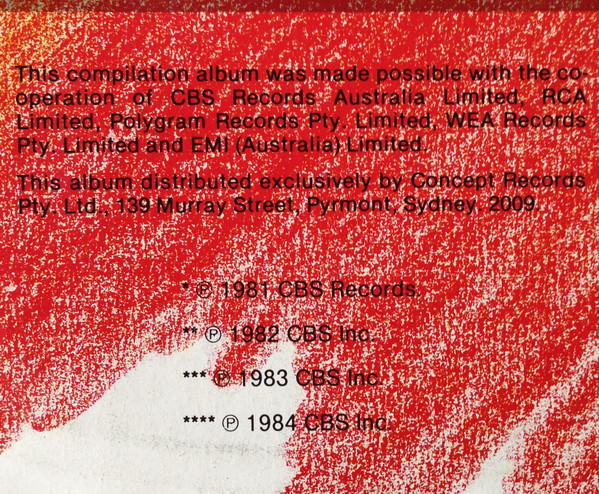 This compilation album was made possible with the co-
operation of CBS Records Australia Limited, RCA
Limited, Polygram Records Pty. Limited, WEA Records
Pty. Limited and EMI (Australia) Limited.
This album distributed exclusively by Concept Records
Pty. Ltd., 139 Murray Street, Pyrmont, Sydney. 2009.
* ℗ 1981 CBS Records.
** ℗ 1982 CBS Inc.
*** ℗ 1983 CBS Inc.
**** ℗ 1984 CBS Inc.